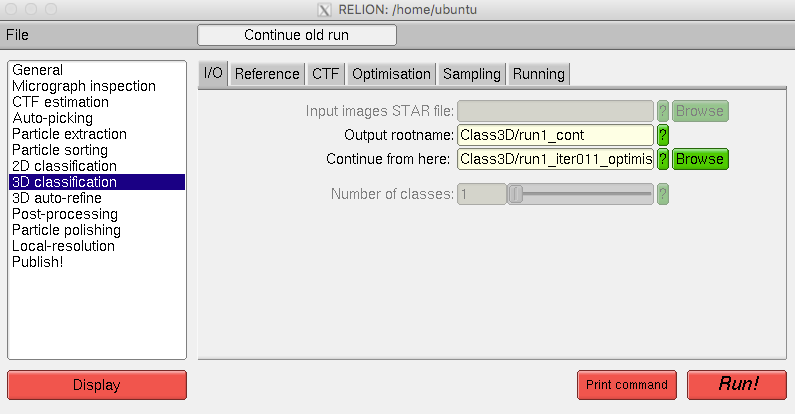 X RELION: /home/ubuntu
File Continue old run
General
Micrograph inspection
CTF estimation
Auto-picking
Particle extraction
Particle sorting
2D classification
3D classification
3D auto-refine
Post-processing
Particle polishing
Local-resolution
Publish!
I/O Reference CTF Optimisation Sampling Running
Input images STAR file: ? Browse
Output rootname: Class3D/run1_cont ?
Continue from here: Class3D/run1_iter011_optimis ? Browse
Number of classes: 1 ?
Display Print command Run!